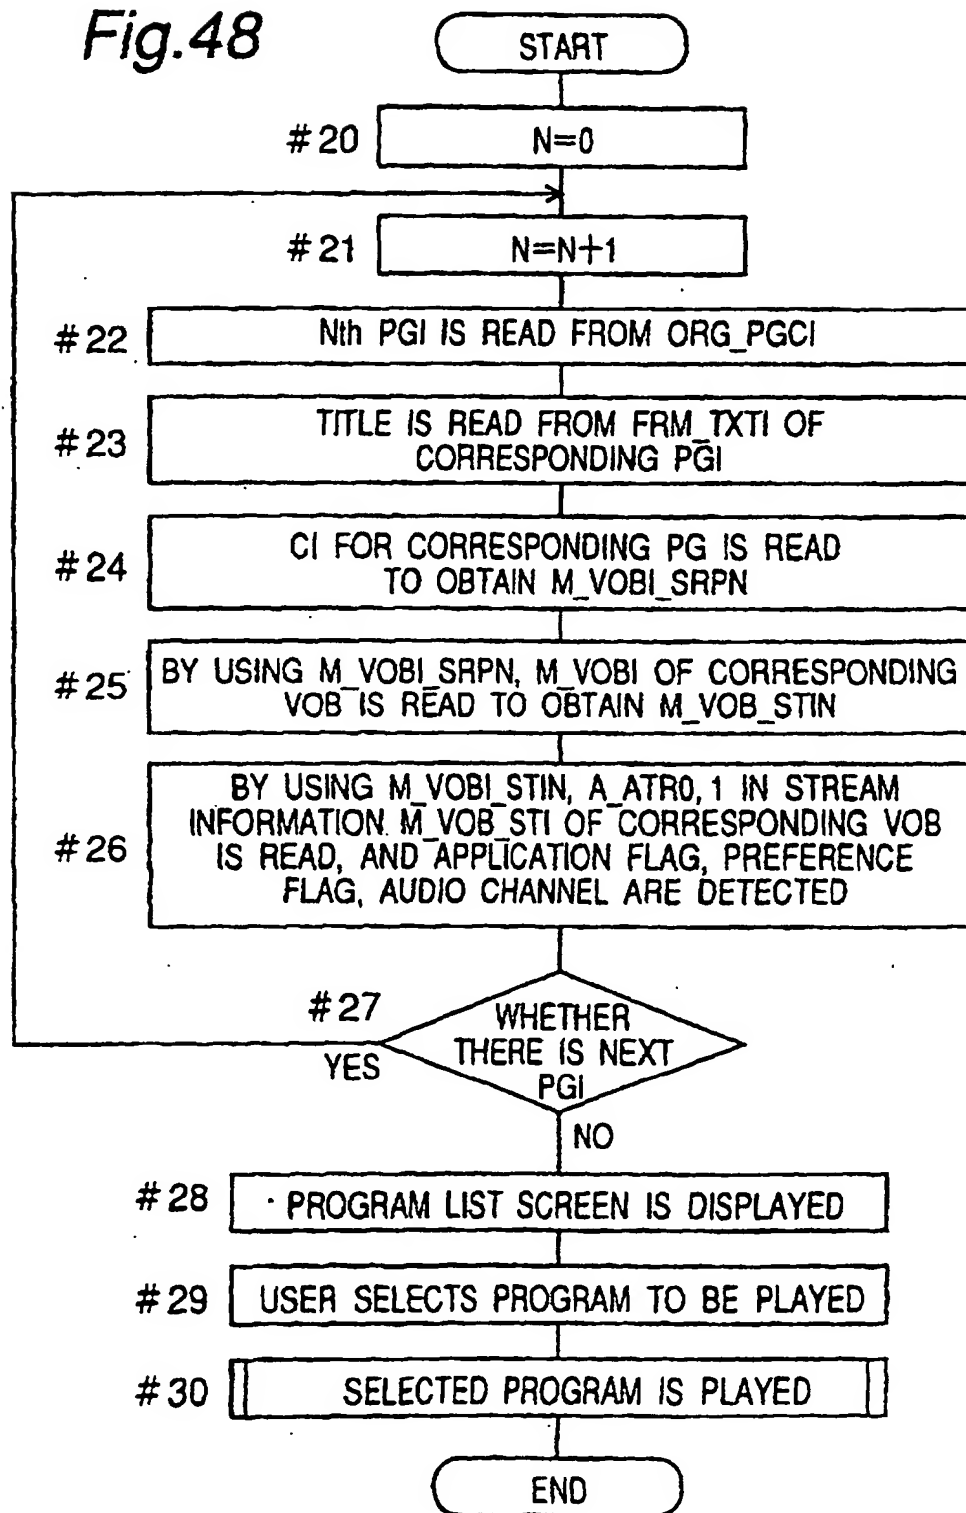 Fig.48
START
#20
N=0
#21
N=N+1
#22
Nth PGI IS READ FROM ORG_PGCI
#23
TITLE IS READ FROM FRM_TXTI OF
CORRESPONDING PGI
#24
CI FOR CORRESPONDING PG IS READ
TO OBTAIN M_VOBI_SRPN
#25
BY USING M_VOBI_SRPN, M_VOBI OF CORRESPONDING
VOB IS READ TO OBTAIN M_VOB_STIN
#26
BY USING M_VOBI_STIN, A_ATR0, 1 IN STREAM
INFORMATION. M_VOB_STI OF CORRESPONDING VOB
IS READ, AND APPLICATION FLAG, PREFERENCE
FLAG, AUDIO CHANNEL ARE DETECTED
#27
WHETHER
THERE IS NEXT
PGI
YES
NO
#28
PROGRAM LIST SCREEN IS DISPLAYED
#29
USER SELECTS PROGRAM TO BE PLAYED
#30
SELECTED PROGRAM IS PLAYED
END